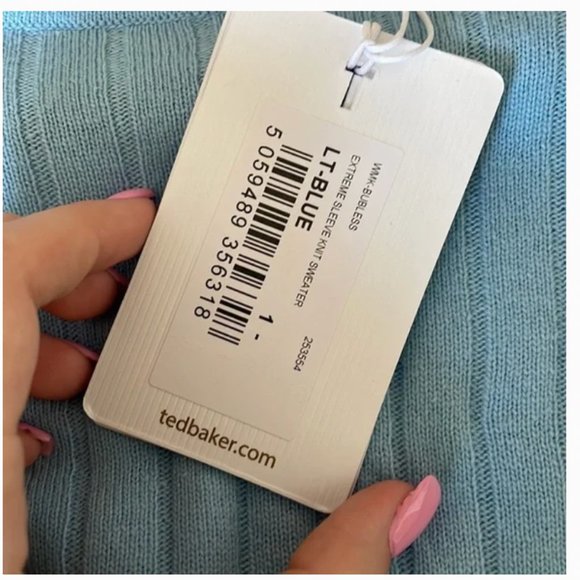 WMK-BUBLESS
EXTREME SLEEVE KNIT SWEATER 253554
LT-BLUE 1 -
5 059489 356318
tedbaker.com